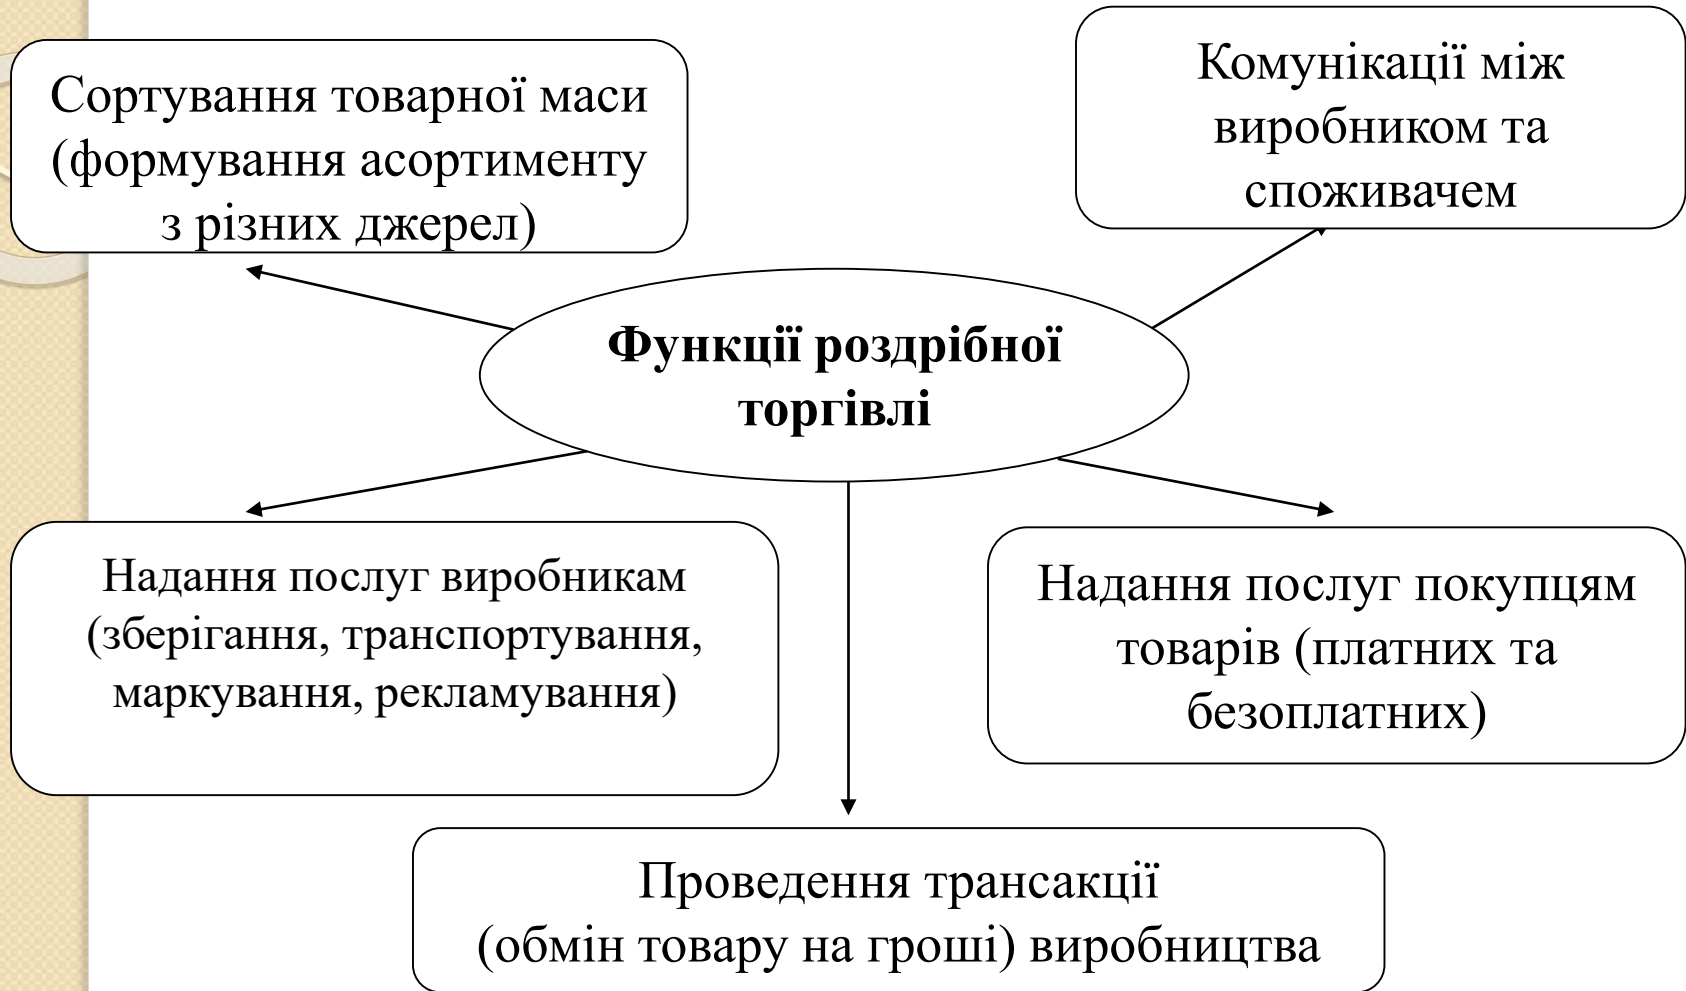 Сортування товарної маси
(формування асортименту
з різних джерел)
Комунікації між
виробником та
споживачем
Функції роздрібної
торгівлі
Надання послуг виробникам
(зберігання, транспортування,
маркування, рекламування)
Надання послуг покупцям
товарів (платних та
безоплатних)
Проведення трансакції
(обмін товару на гроші) виробництва